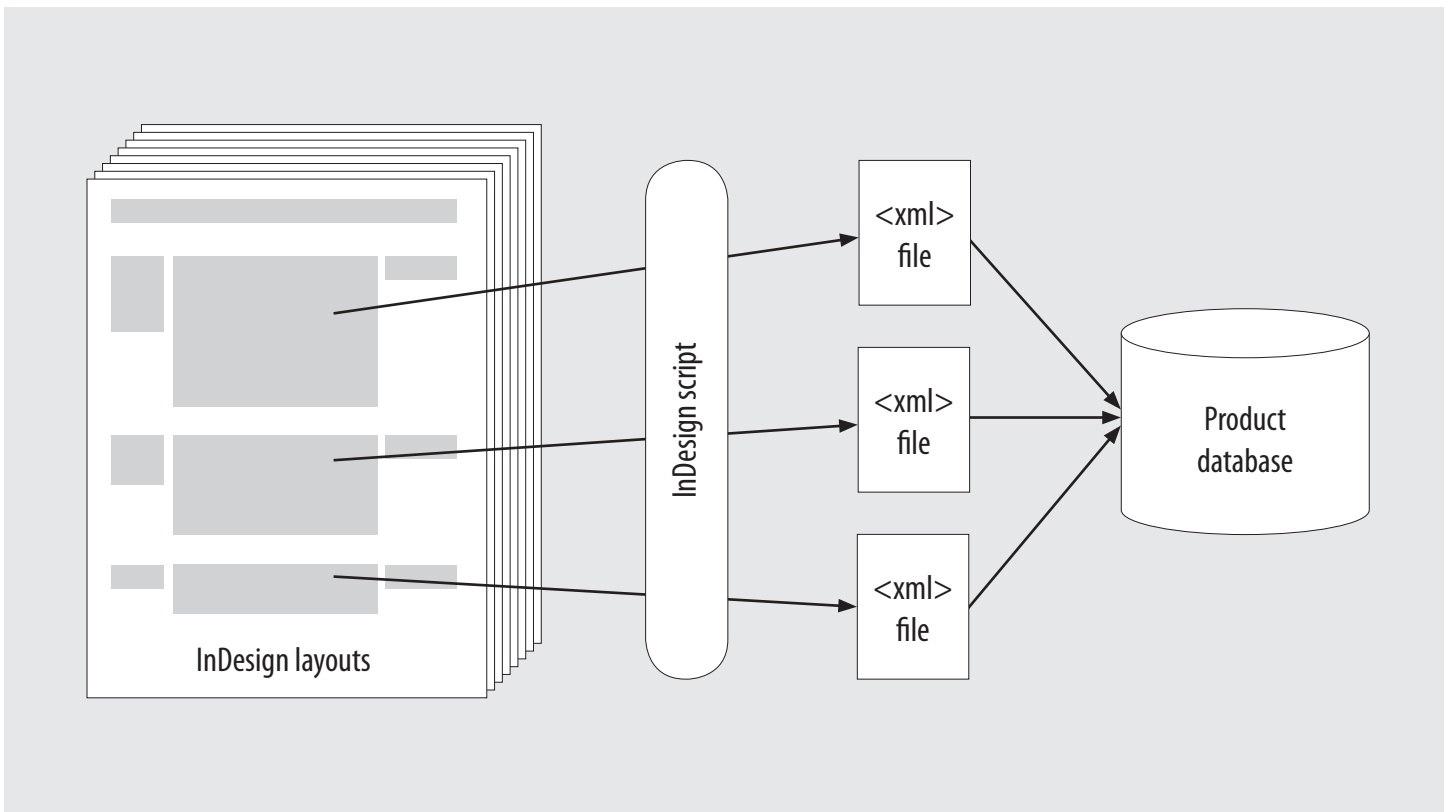 InDesign layouts
InDesign script
<xml>
file
<xml>
file
<xml>
file
Product
database